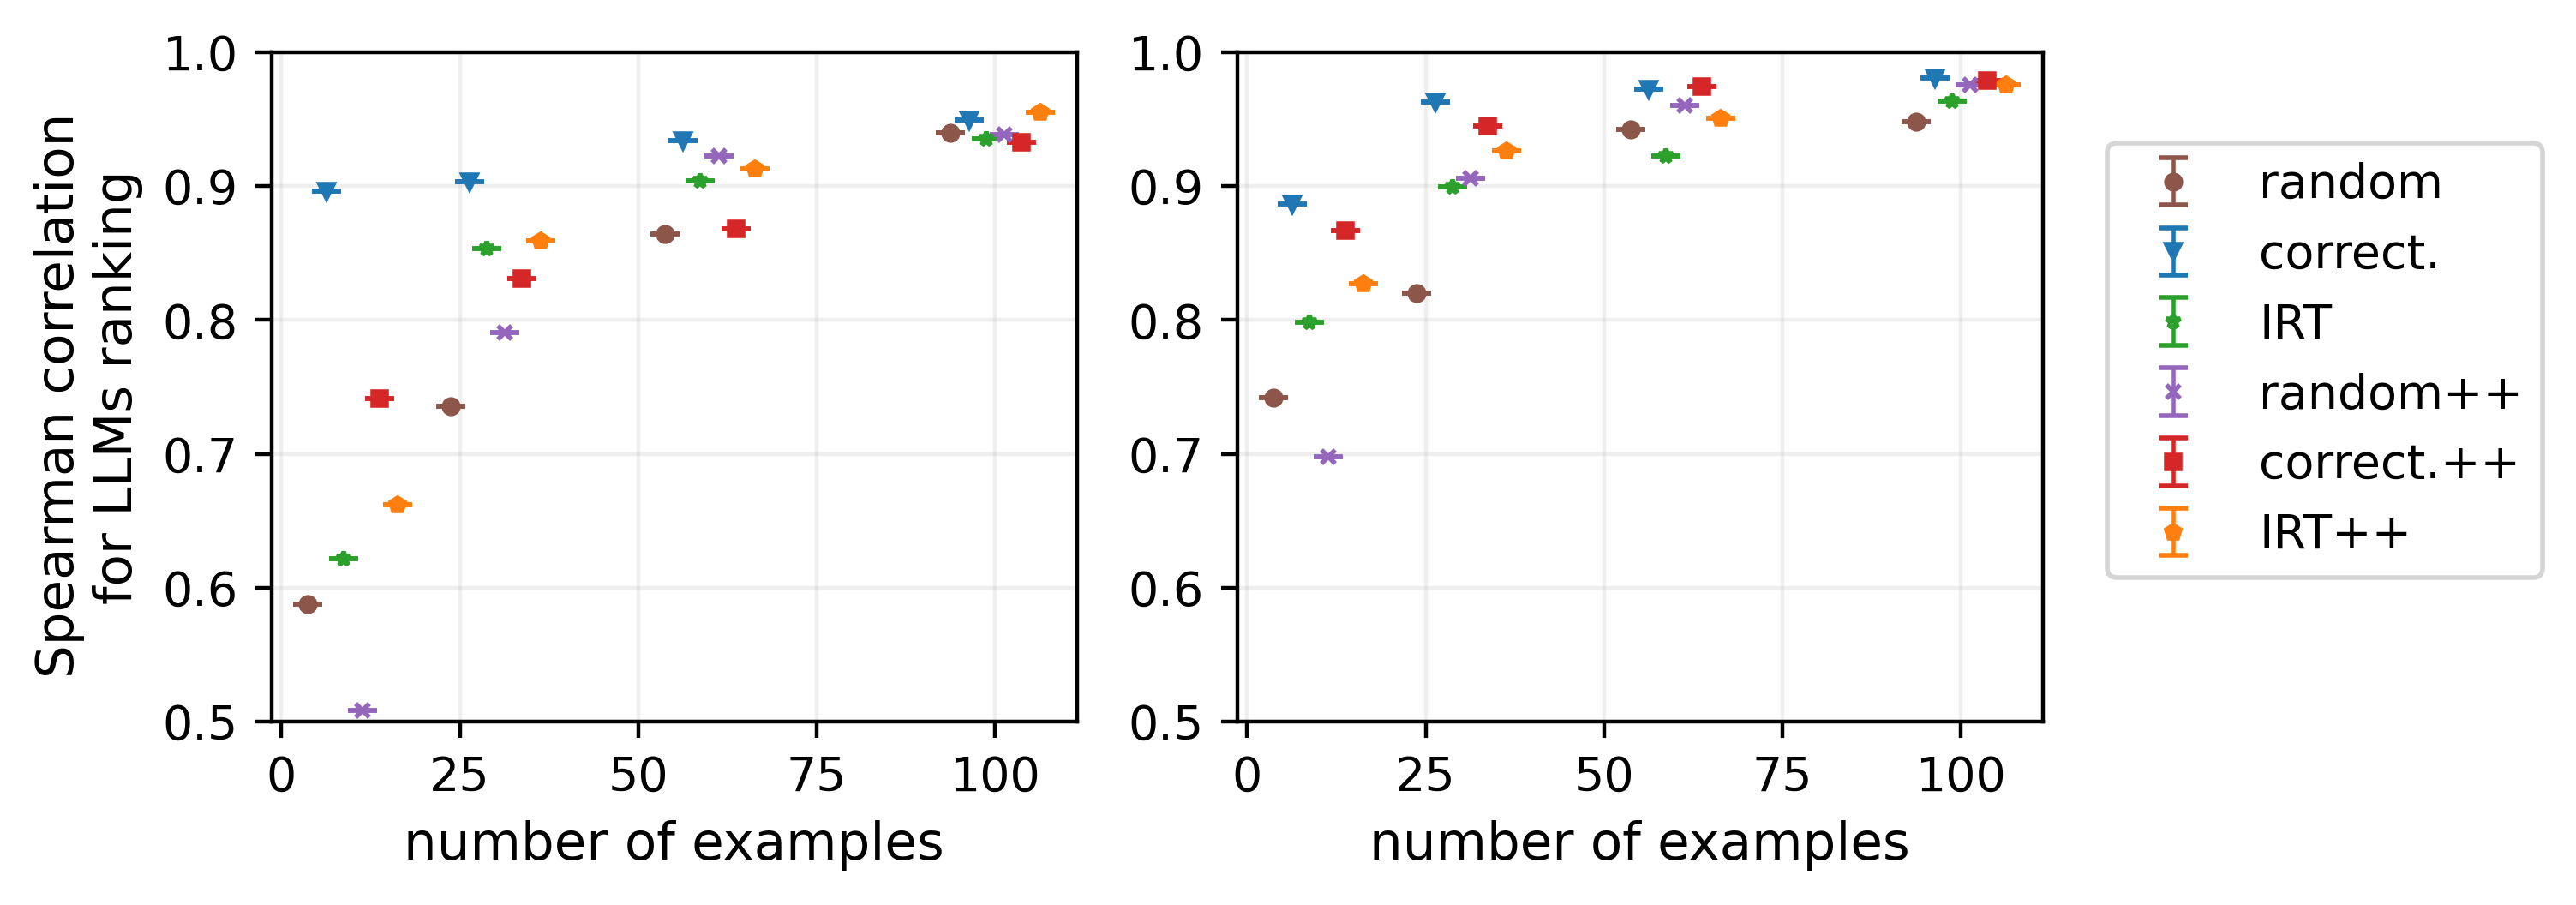 Spearman correlation
for LLMs ranking
1.0
0.9
0.8
0.7
0.6
0.5
0 25 50 75 100
number of examples
1.0
0.9
0.8
0.7
0.6
0.5
0 25 50 75 100
number of examples
random
correct.
IRT
random++
correct.++
IRT++